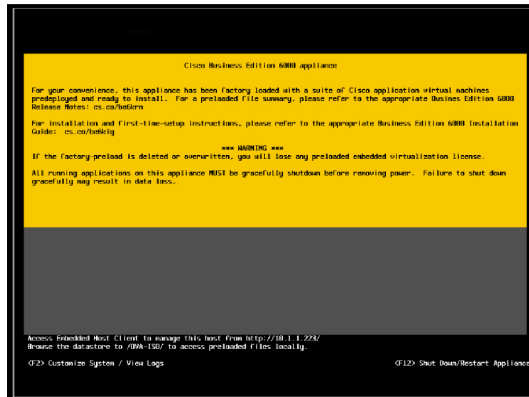 Cisco Business Edition 6000 appliance
For your convenience, this appliance has been factory loaded with a suite of Cisco application virtual machines
predeployed and ready to install. For a preloaded file summary, please refer to the appropriate Busines Edition 6000
Release Notes: cs.co/be6krn
For installation and first-time-setup instructions, please refer to the appropriate Business Edition 6000 Installation
Guide: cs.co/be6kig
*** WARNING ***
If the factory-preload is deleted or overwritten, you will lose any preloaded embedded virtualization license.
All running applications on this appliance MUST be gracefully shutdown before removing power. Failure to shut down
gracefully may result in data loss.
Access Embedded Host Client to manage this host from http://10.1.1.223/
Browse the datastore to /OVA-ISO/ to access preloaded files locally.
<F2> Customize System / View Logs
<F12> Shut Down/Restart Appliance